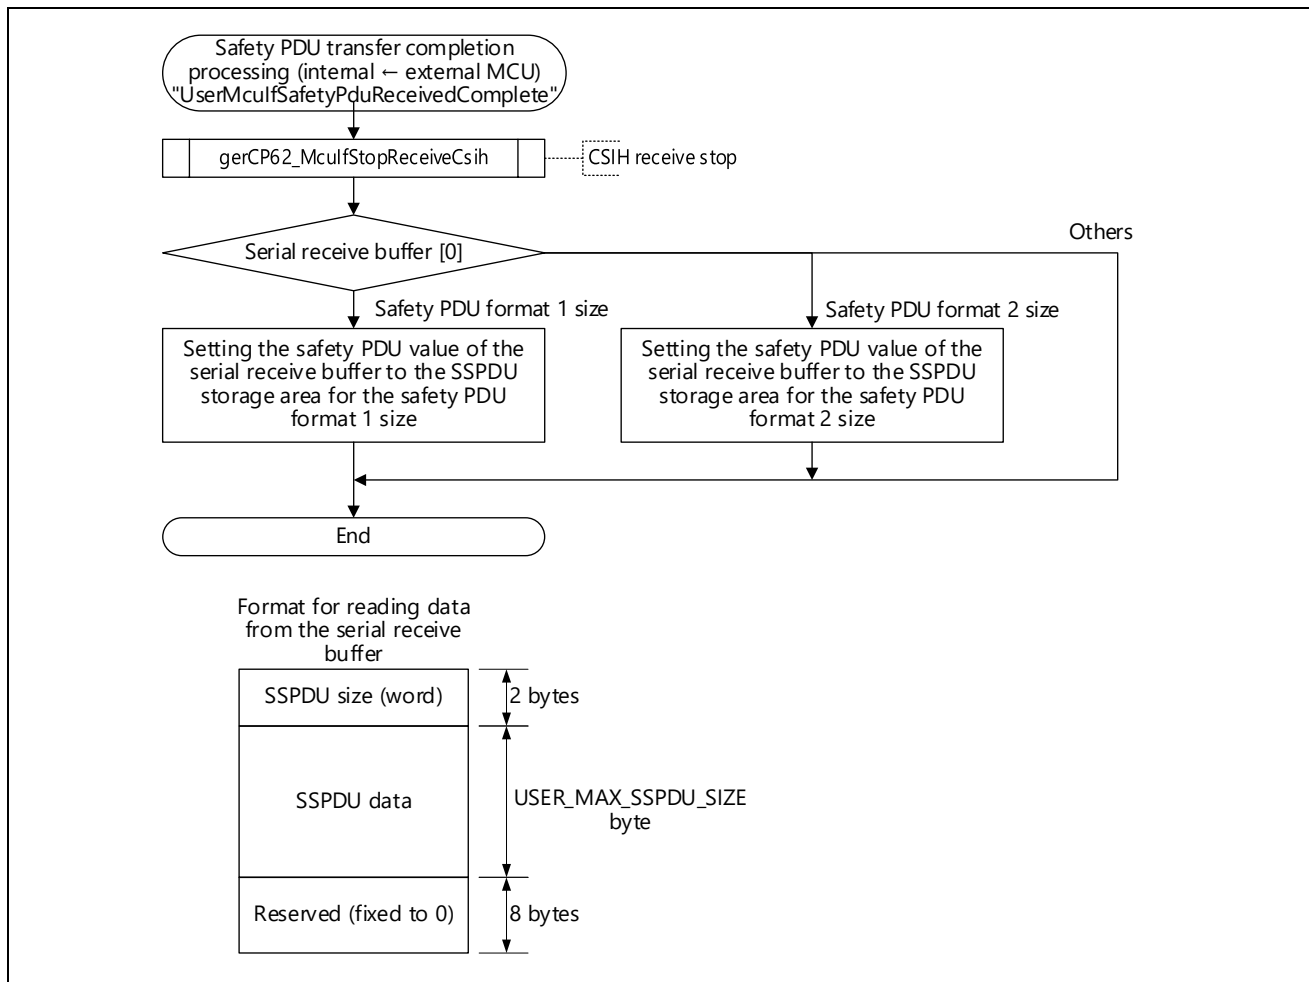 Safety PDU transfer completion
processing (internal ← external MCU)
"UserMcuIfSafetyPduReceivedComplete"
gerCP62_McuIfStopReceiveCsih
CSIH receive stop
Serial receive buffer [0]
Others
Safety PDU format 1 size
Safety PDU format 2 size
Setting the safety PDU value of the
serial receive buffer to the SSPDU
storage area for the safety PDU
format 1 size
Setting the safety PDU value of the
serial receive buffer to the SSPDU
storage area for the safety PDU
format 2 size
End
Format for reading data
from the serial receive
buffer
SSPDU size (word)
2 bytes
SSPDU data
USER_MAX_SSPDU_SIZE
byte
Reserved (fixed to 0)
8 bytes